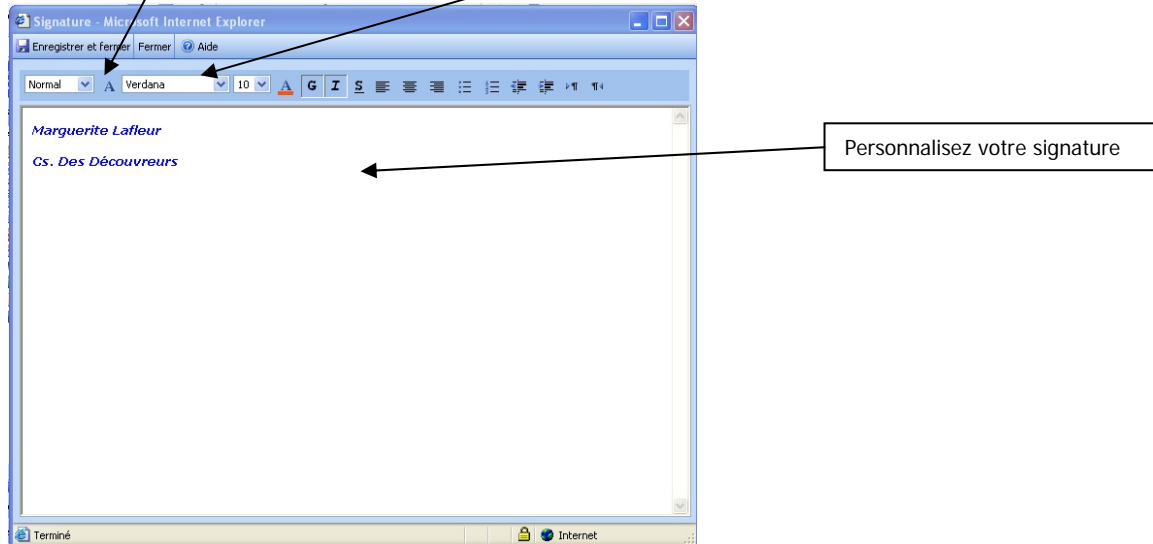 Signature - Microsoft Internet Explorer
Enregistrer et fermer Fermer Aide
Normal A Verdana 10 A G I S
Marguerite Lafleur
Cs. Des Découvreurs
Personnalisez votre signature
Terminé Internet